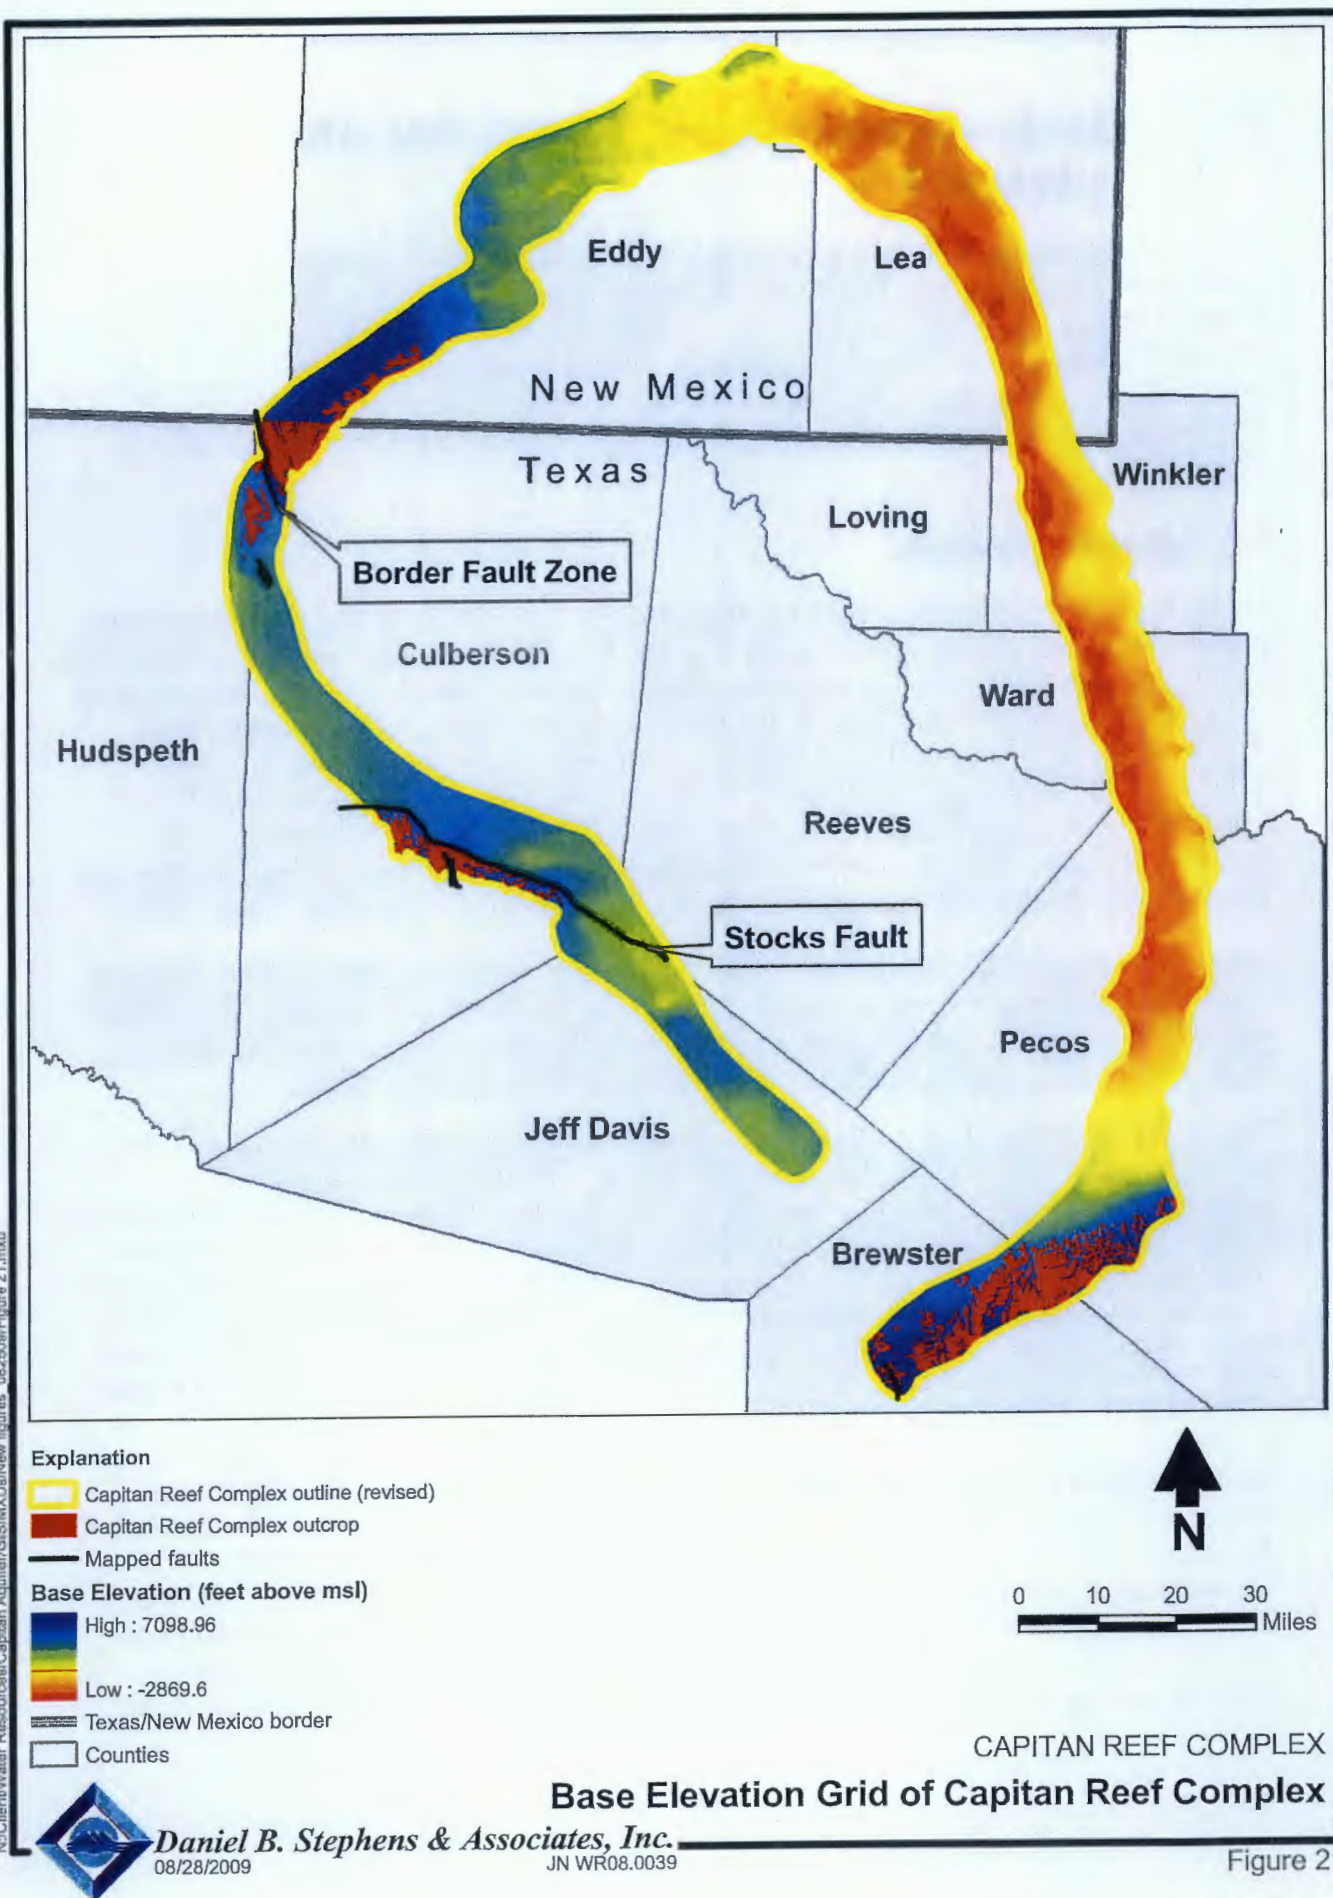 Eddy
Lea
New Mexico
Texas
Winkler
Loving
Border Fault Zone
Culberson
Ward
Hudspeth
Reeves
Stocks Fault
Pecos
Jeff Davis
Brewster
Explanation
Capitan Reef Complex outline (revised)
Capitan Reef Complex outcrop
Mapped faults
Base Elevation (feet above msl)
High : 7098.96
Low : -2869.6
Texas/New Mexico border
Counties
N
0 10 20 30
Miles
CAPITAN REEF COMPLEX
Base Elevation Grid of Capitan Reef Complex
Daniel B. Stephens & Associates, Inc.
08/28/2009
JN WR08.0039
Figure 2